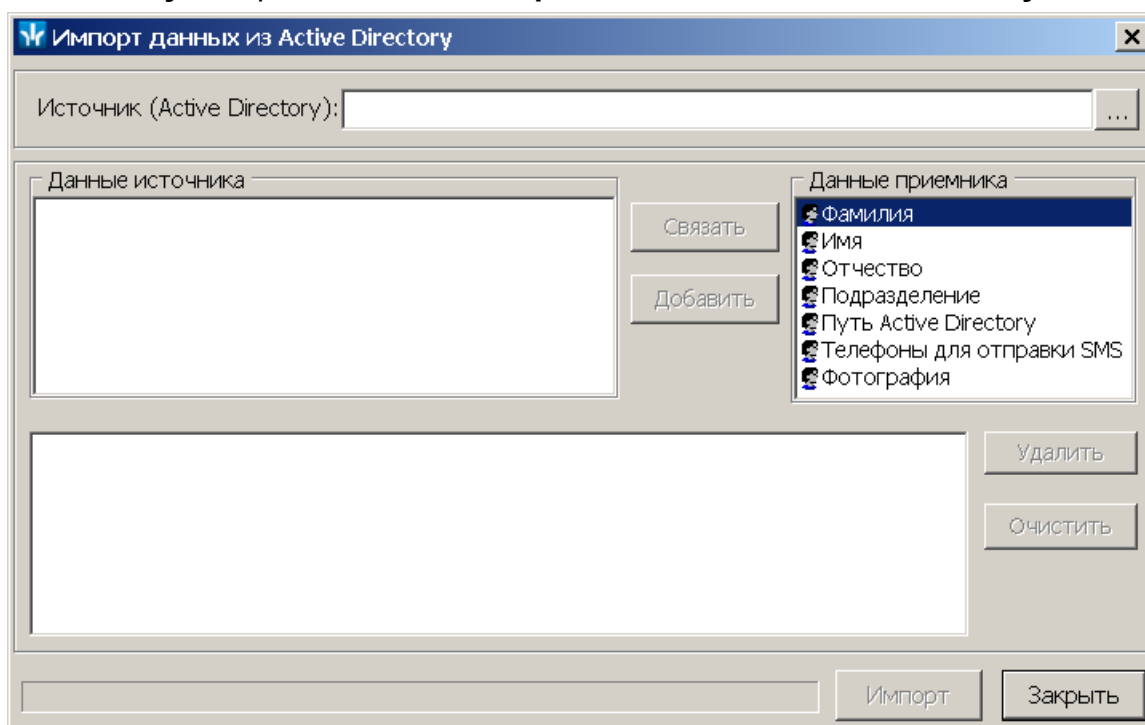 Импорт данных из Active Directory
Источник (Active Directory):
...
Данные источника
Данные приемника
Связать
Добавить
Фамилия
Имя
Отчество
Подразделение
Путь Active Directory
Телефоны для отправки SMS
Фотография
Удалить
Очистить
Импорт
Закрыть